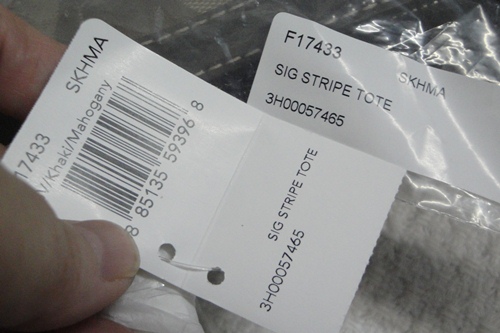 F17433
SKHMA
SIG STRIPE TOTE
3H00057465
SKHMA
17433
/Khaki/Mahogany
8 85135 59396 8
SIG STRIPE TOTE
3H00057465